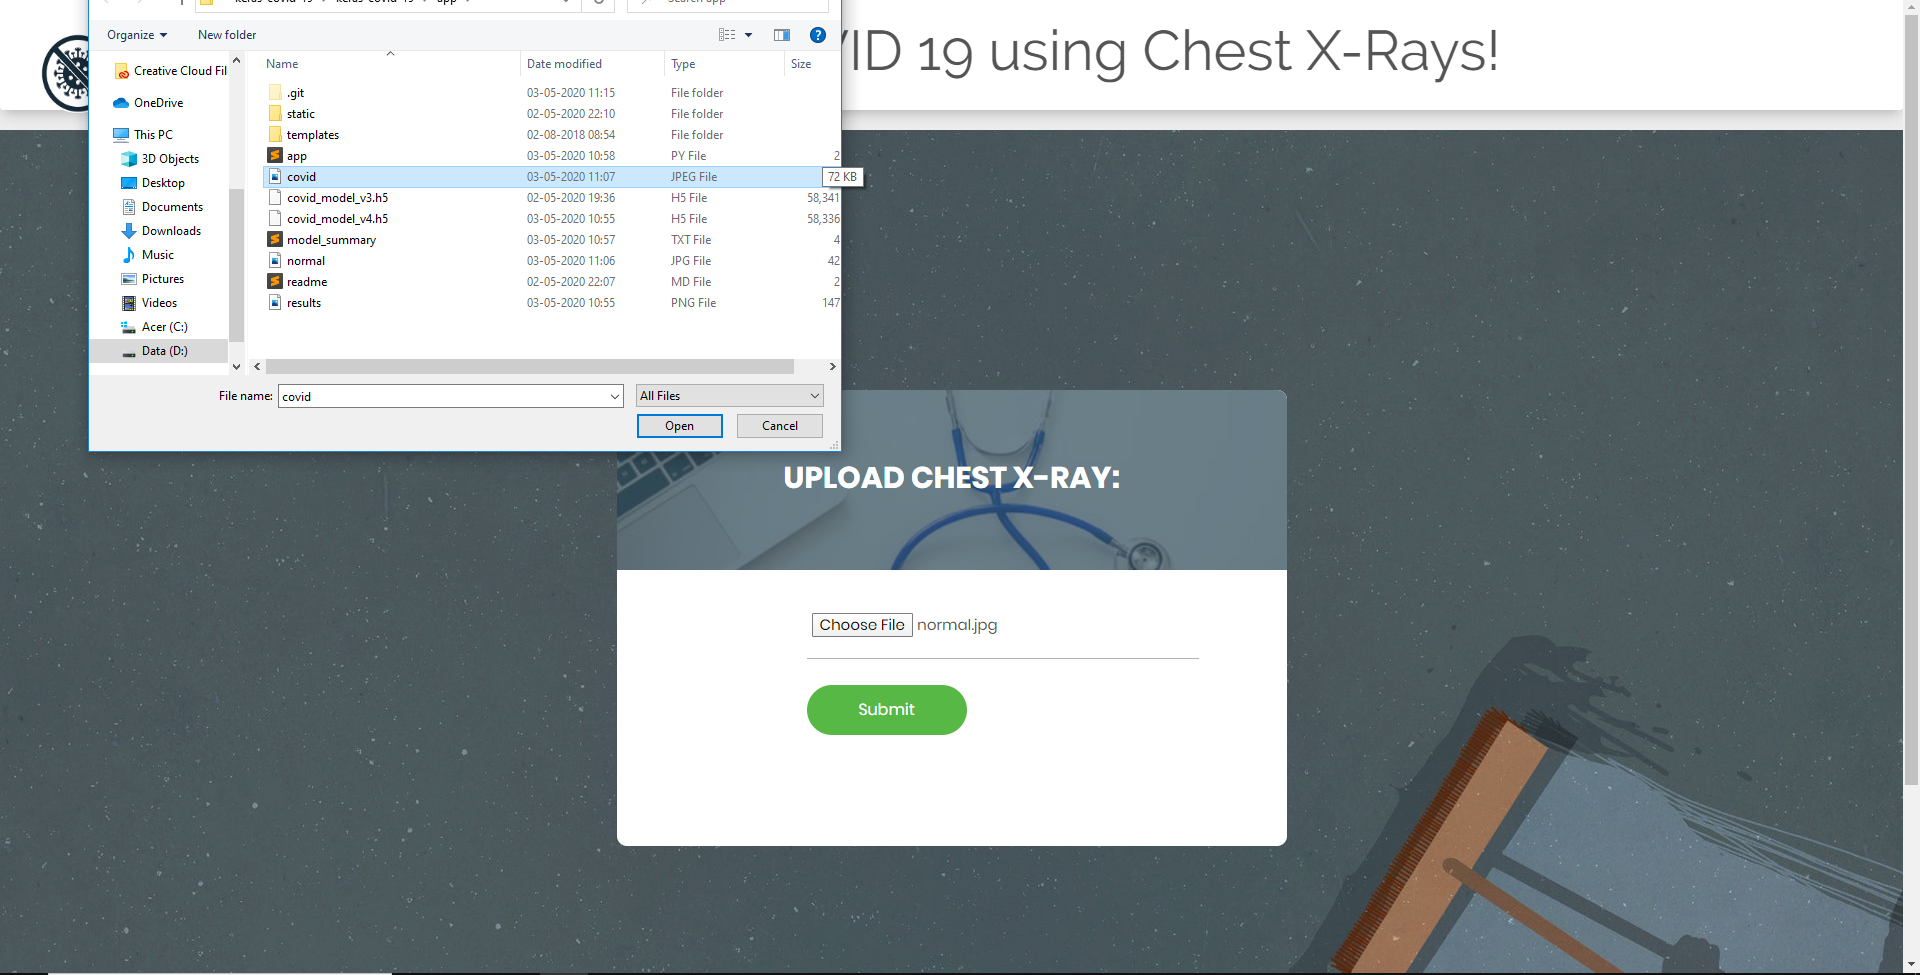 keras-covid-19 keras-covid-19 app Search app
Organize New folder
VID 19 using Chest X-Rays!
Name Date modified Type Size
Creative Cloud Fil
OneDrive
This PC
3D Objects
Desktop
Documents
Downloads
Music
Pictures
Videos
Acer (C:)
Data (D:)
.git 03-05-2020 11:15 File folder
static 02-05-2020 22:10 File folder
templates 02-08-2018 08:54 File folder
app 03-05-2020 10:58 PY File 2
covid 03-05-2020 11:07 JPEG File 72 KB
covid_model_v3.h5 02-05-2020 19:36 H5 File 58,341
covid_model_v4.h5 03-05-2020 10:55 H5 File 58,336
model_summary 03-05-2020 10:57 TXT File 4
normal 03-05-2020 11:06 JPG File 42
readme 02-05-2020 22:07 MD File 2
results 03-05-2020 10:55 PNG File 147
File name: covid All Files
Open Cancel
UPLOAD CHEST X-RAY:
Choose File normal.jpg
Submit